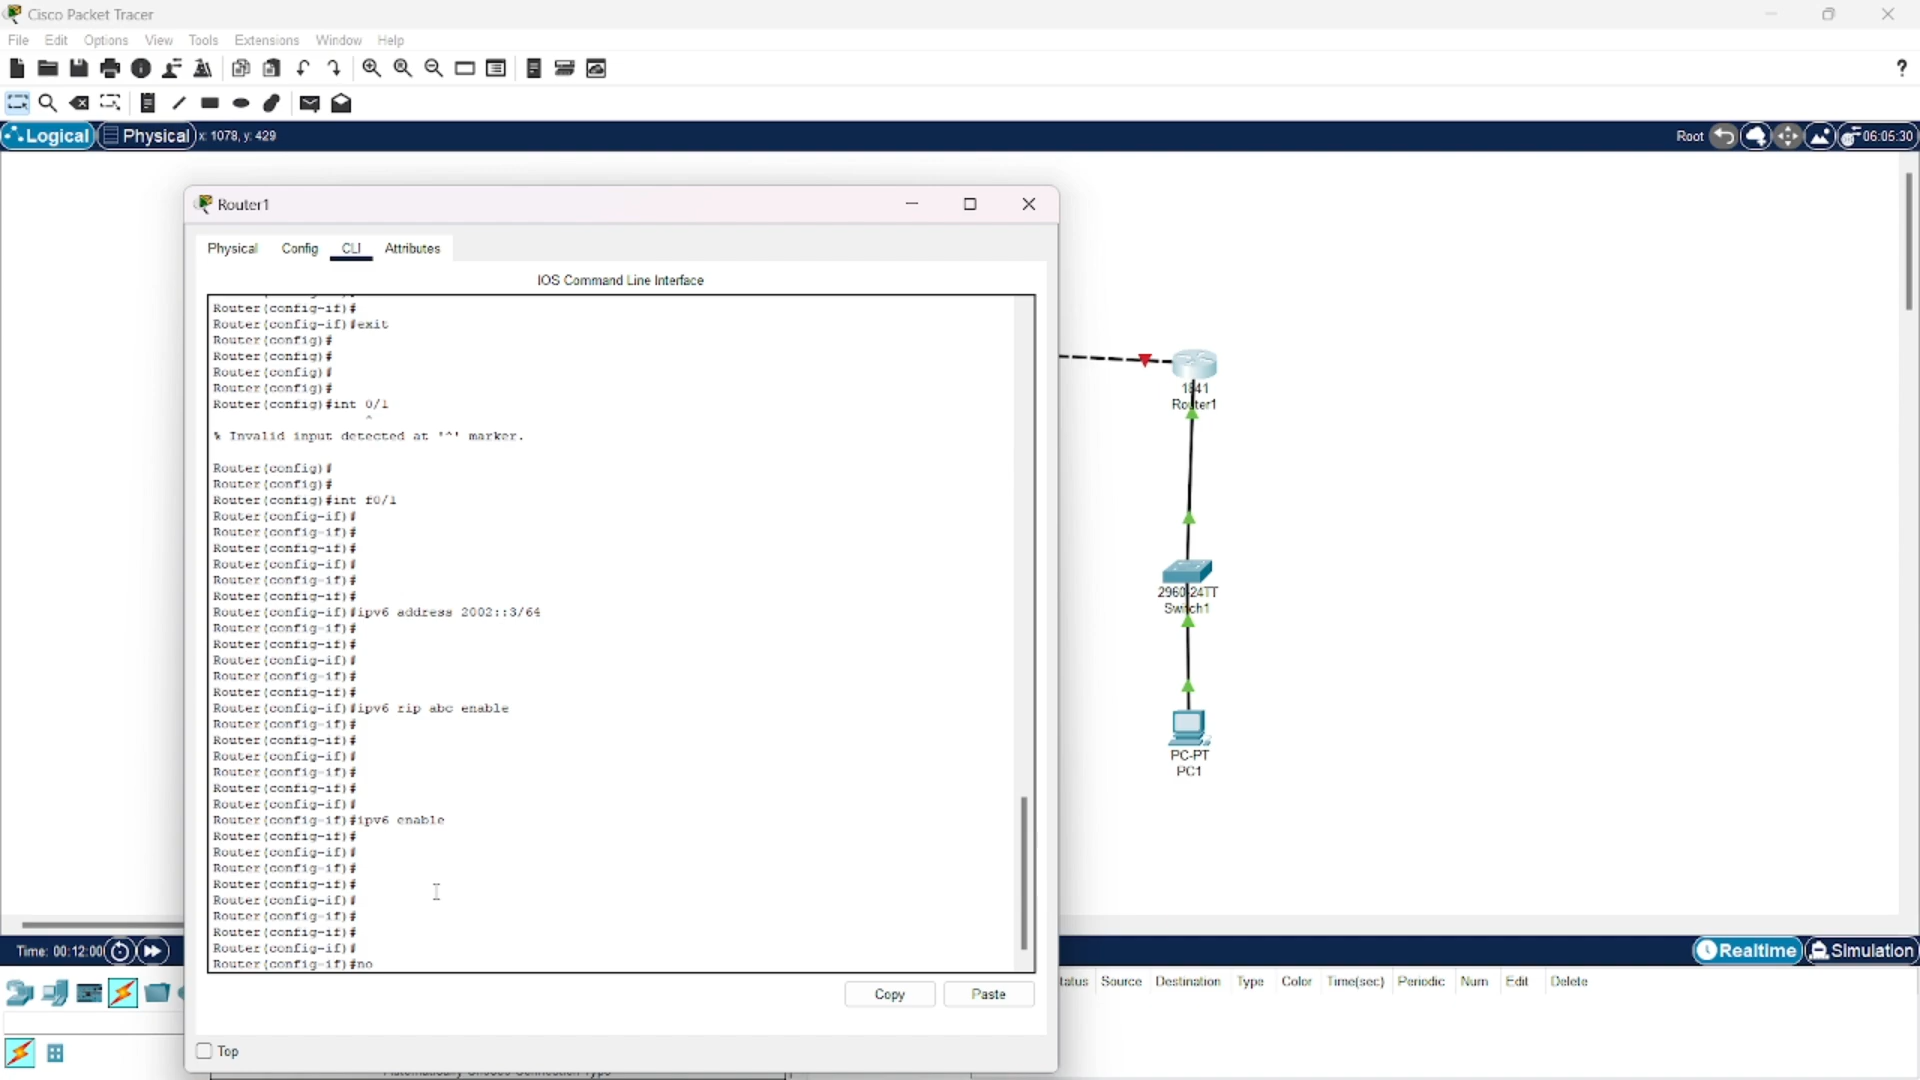 Cisco Packet Tracer
File Edit Options View Tools Extensions Window Help
?
Logical Physical x: 1078, y: 429 Root 06:05:30
Router1
Physical Config CLI Attributes
IOS Command Line Interface
Router(config-if)#
Router(config-if)#exit
Router(config)#
Router(config)#
Router(config)#
Router(config)#
Router(config)#int 0/1
^
% Invalid input detected at '^' marker.
Router(config)#
Router(config)#
Router(config)#int f0/1
Router(config-if)#
Router(config-if)#
Router(config-if)#
Router(config-if)#
Router(config-if)#
Router(config-if)#
Router(config-if)#ipv6 address 2002::3/64
Router(config-if)#
Router(config-if)#
Router(config-if)#
Router(config-if)#
Router(config-if)#
Router(config-if)#ipv6 rip abc enable
Router(config-if)#
Router(config-if)#
Router(config-if)#
Router(config-if)#
Router(config-if)#
Router(config-if)#
Router(config-if)#ipv6 enable
Router(config-if)#
Router(config-if)#
Router(config-if)#
Router(config-if)#
Router(config-if)#
Router(config-if)#
Router(config-if)#
Router(config-if)#
Router(config-if)#no
Copy Paste
Top
1841
Router1
2960-24TT
Switch1
PC-PT
PC1
Time: 00:12:00 Realtime Simulation
Source Destination Type Color Time(sec) Periodic Num Edit Delete